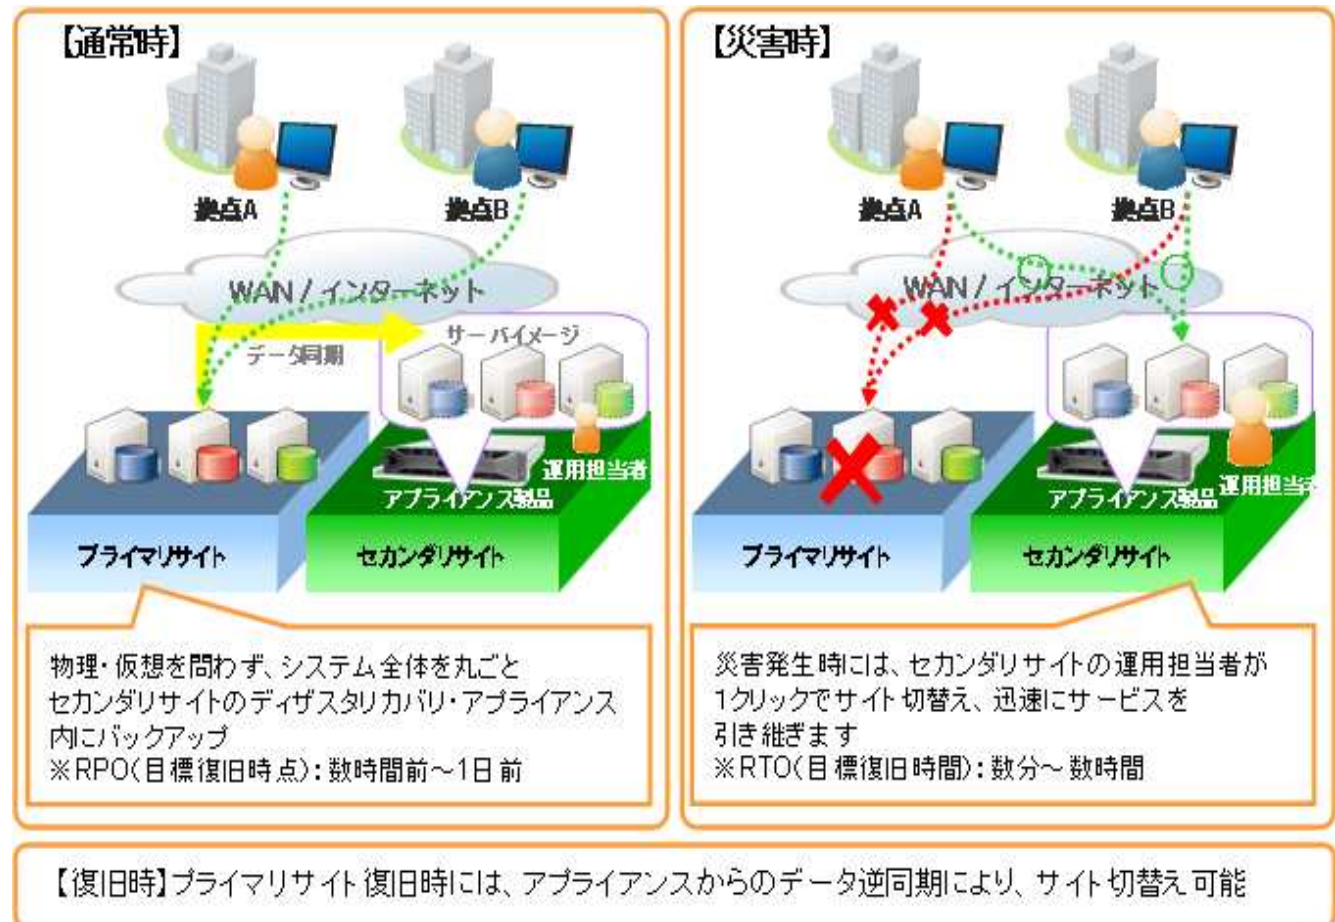 【通常時】
拠点A
拠点B
WAN / インターネット
データ同期
サーバイメージ
運用担当者
アプライアンス製品
プライマリサイト
セカンダリサイト
物理・仮想を問わず、システム全体を丸ごと
セカンダリサイトのディザスタリカバリ・アプライアンス
内にバックアップ
※RPO(目標復旧時点):数時間前～1日前
【災害時】
拠点A
拠点B
WAN / インターネット
運用担当者
アプライアンス製品
プライマリサイト
セカンダリサイト
災害発生時には、セカンダリサイトの運用担当者が
1クリックでサイト切替え、迅速にサービスを
引き継ぎます
※RTO(目標復旧時間):数分～数時間
【復旧時】プライマリサイト復旧時には、アプライアンスからのデータ逆同期により、サイト切替え可能